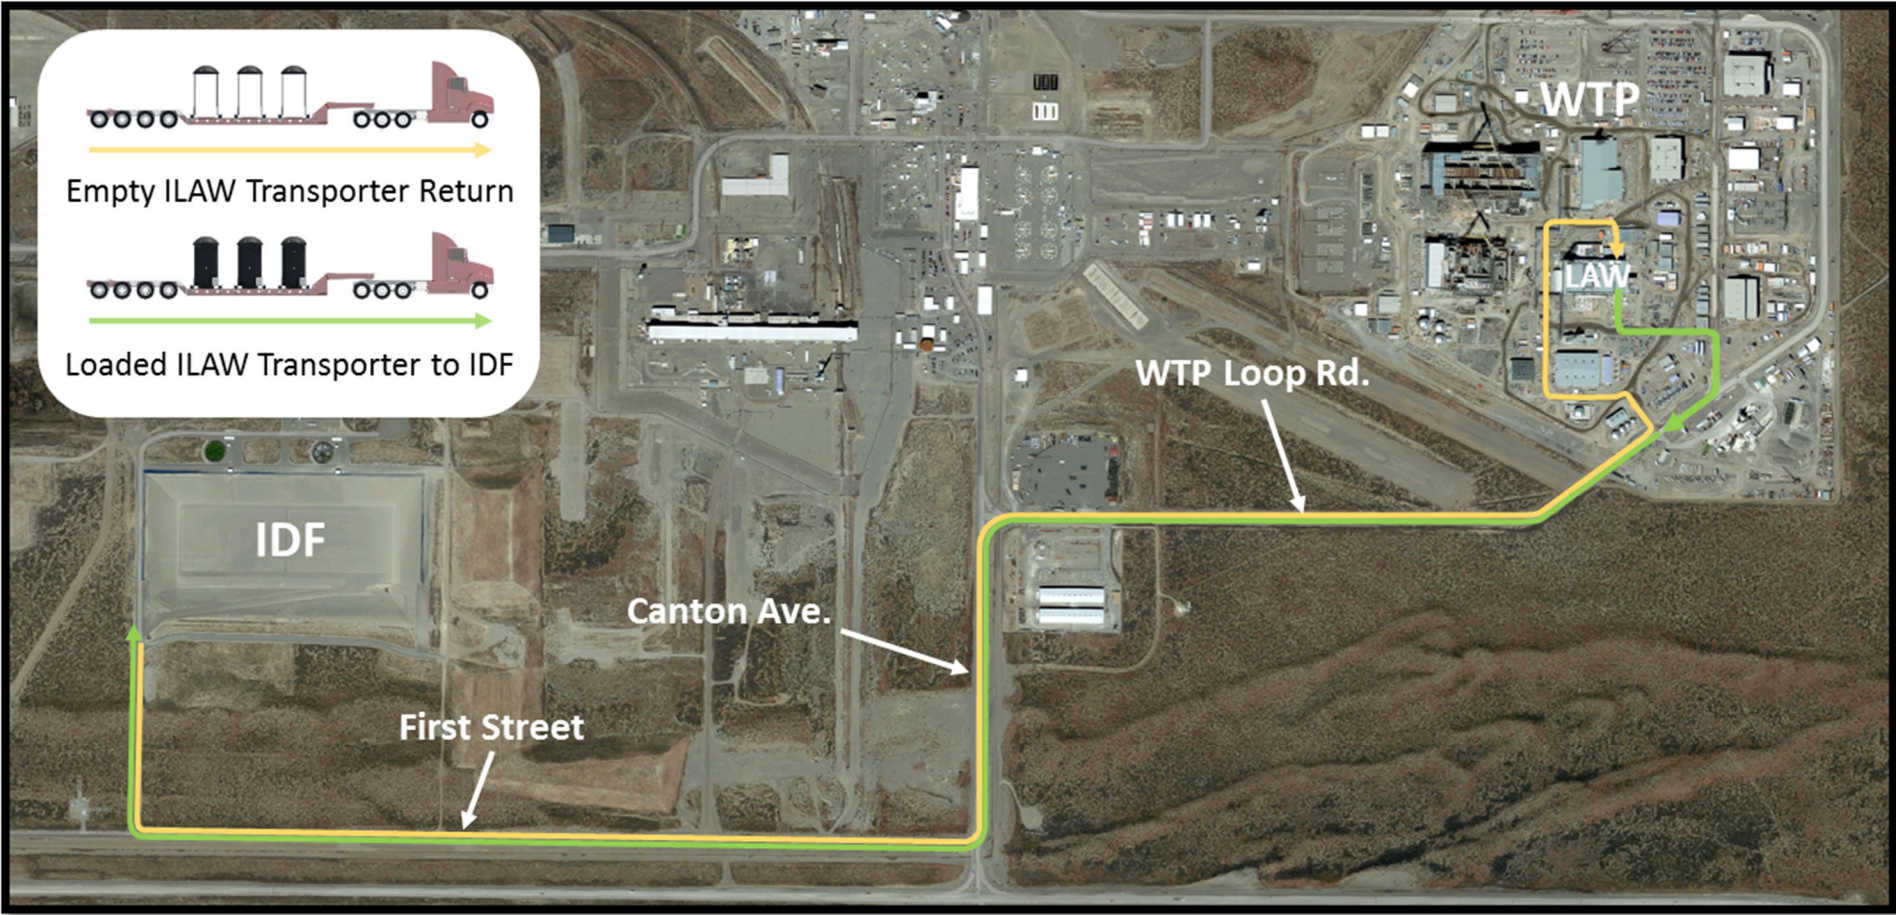 Empty ILAW Transporter Return
Loaded ILAW Transporter to IDF
WTP
LAW
WTP Loop Rd.
IDF
Canton Ave.
First Street